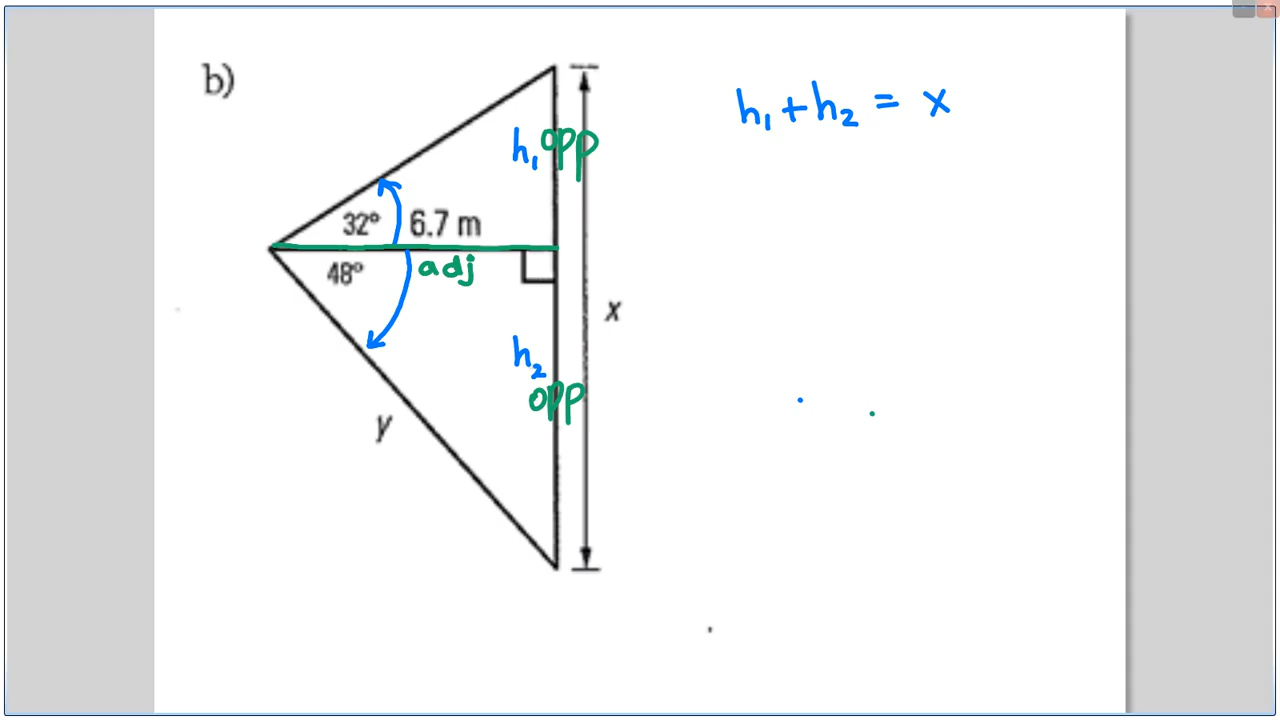 b)
h₁ + h₂ = x
h₁ opp
32° 6.7 m
48° adj
x
h₂
opp
y